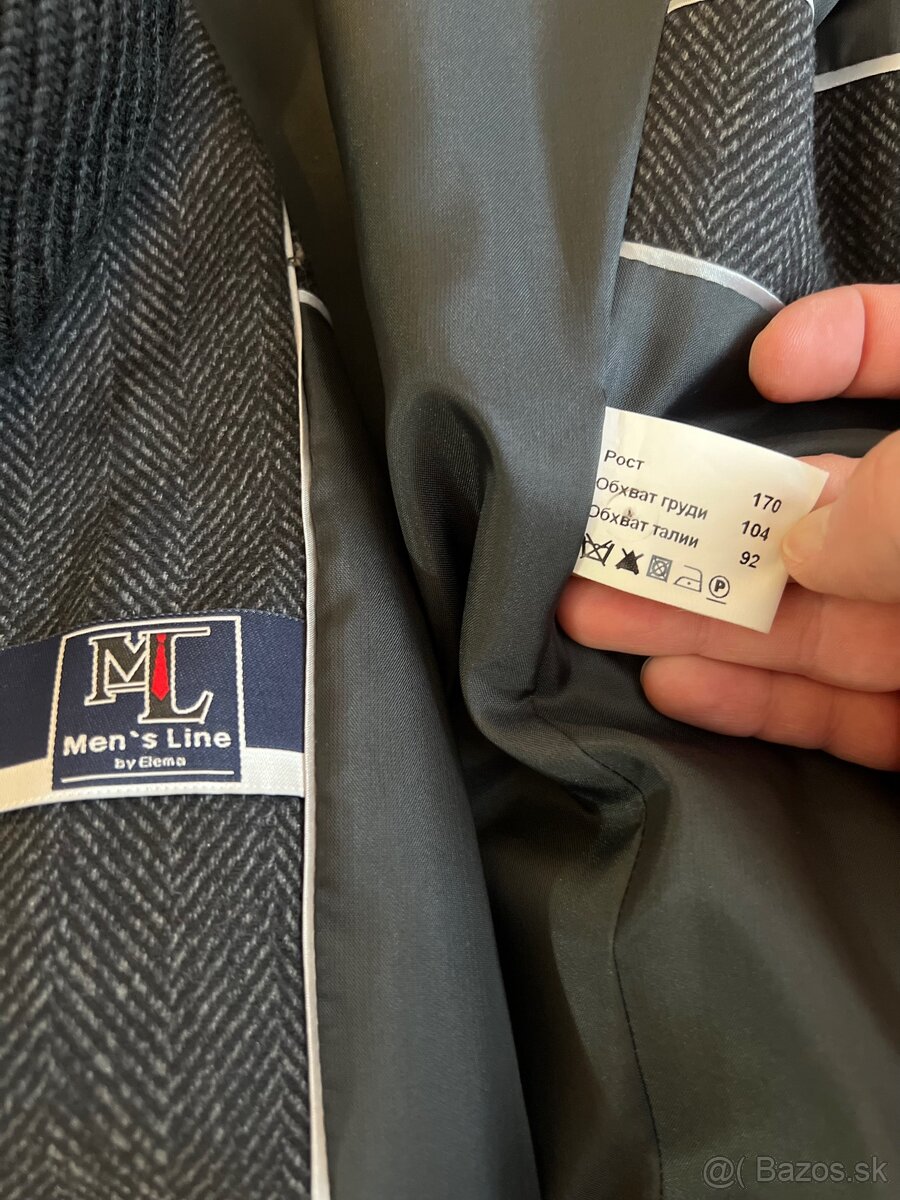 Рост 170
Обхват груди 104
Обхват талии 92
P
ML
Men`s Line
by Elema
@( Bazos.sk